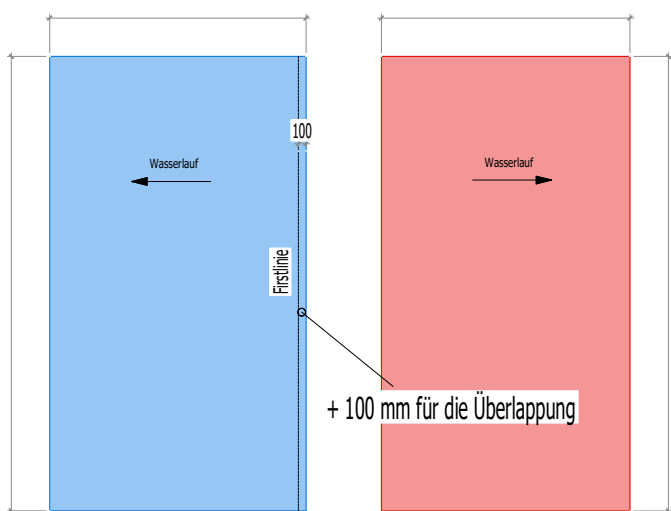 100
Wasserlauf
Wasserlauf
Firstlinie
+ 100 mm für die Überlappung